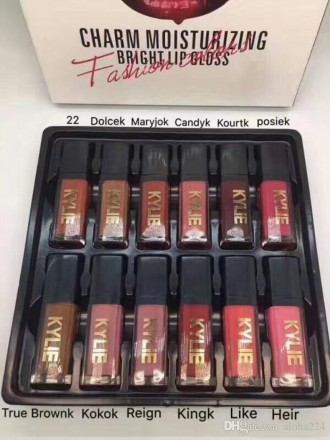 CHARM MOISTURIZING
BRIGHT LIP GLOSS
Fashion colors
22 Dolcek Maryjok Candyk Kourtk posiek
KYLIE KYLIE KYLIE KYLIE KYLIE KYLIE
KYLIE KYLIE KYLIE KYLIE KYLIE KYLIE
True Brownk Kokok Reign Kingk Like Heir